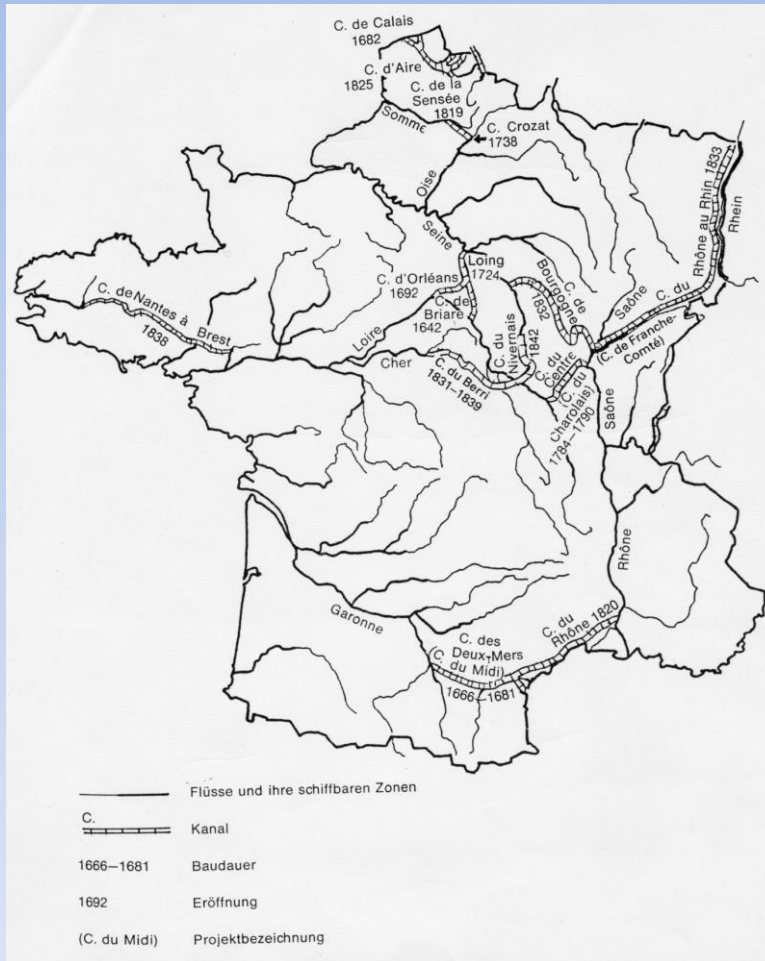 C. de Calais
1682
C. d'Aire
1825
C. de la
Sensée
1819
Somme
C. Crozat
1738
Oise
Seine
Rhône au Rhin 1833
C. du
Rhein
Loing
1724
C. d'Orléans
1692
C. de
Briare
1642
C. de
Bourgogne
1832
Saône
(C. de Franche-
Comté)
C. de Nantes à Brest
1838
Loire
Cher
C. du
Nivernais
1842
C. du Berri
1831–1839
C. du
Centre
(C. du
Charolais)
1784–1790
Saône
Rhône
Garonne
C. des
Deux Mers
(C. du Midi)
1666–1681
C. du
Rhône 1820
Flüsse und ihre schiffbaren Zonen
C.
Kanal
1666–1681 Baudauer
1692 Eröffnung
(C. du Midi) Projektbezeichnung